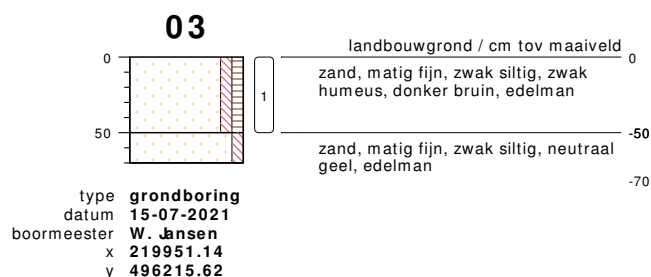 03
landbouwgrond / cm tov maaiveld
0
0
zand, matig fijn, zwak siltig, zwak
humeus, donker bruin, edelman
1
50
-50
zand, matig fijn, zwak siltig, neutraal
geel, edelman
-70
type grondboring
datum 15-07-2021
boormeester W. Jansen
x 219951.14
y 496215.62